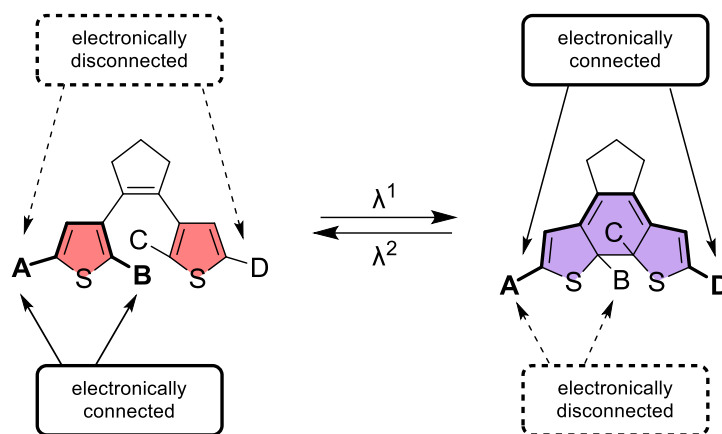 electronically
disconnected
electronically
connected
λ1
λ2
C
A
S
B
S
D
C
A
S
B
S
D
electronically
connected
electronically
disconnected